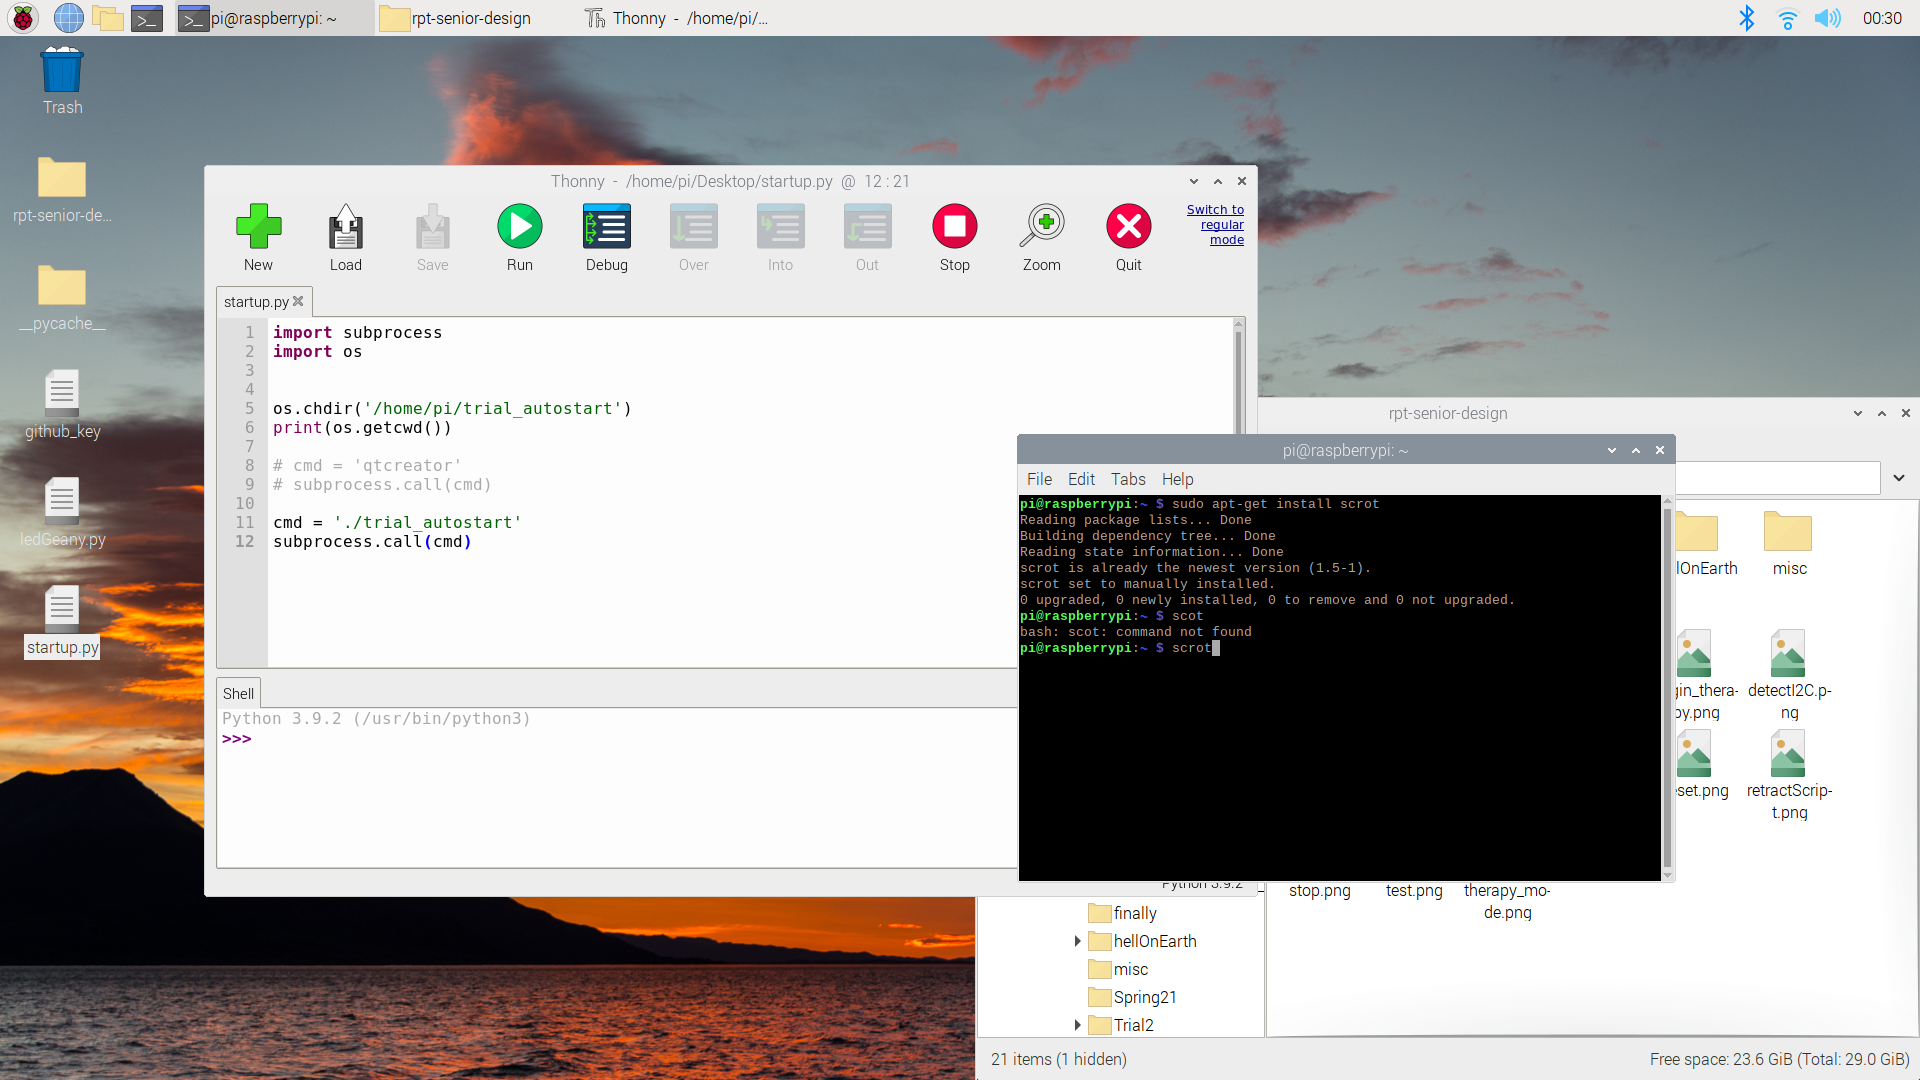 pi@raspberrypi: ~
rpt-senior-design
Thonny - /home/pi/...
00:30
Trash
rpt-senior-de...
__pycache__
github_key
ledGeany.py
startup.py
Thonny - /home/pi/Desktop/startup.py @ 12 : 21
New
Load
Save
Run
Debug
Over
Into
Out
Stop
Zoom
Quit
Switch to
regular
mode
startup.py
1 import subprocess
2 import os
3
4
5 os.chdir('/home/pi/trial_autostart')
6 print(os.getcwd())
7
8 # cmd = 'qtcreator'
9 # subprocess.call(cmd)
10
11 cmd = './trial_autostart'
12 subprocess.call(cmd)
Shell
Python 3.9.2 (/usr/bin/python3)
>>>
Python 3.9.2
pi@raspberrypi: ~
File Edit Tabs Help
pi@raspberrypi:~ $ sudo apt-get install scrot
Reading package lists... Done
Building dependency tree... Done
Reading state information... Done
scrot is already the newest version (1.5-1).
scrot set to manually installed.
0 upgraded, 0 newly installed, 0 to remove and 0 not upgraded.
pi@raspberrypi:~ $ scot
bash: scot: command not found
pi@raspberrypi:~ $ scrot
rpt-senior-design
lOnEarth
misc
gin_thera-
py.png
detectI2C.p-
ng
set.png
retractScrip-
t.png
stop.png
test.png
therapy_mo-
de.png
finally
hellOnEarth
misc
Spring21
Trial2
21 items (1 hidden)
Free space: 23.6 GiB (Total: 29.0 GiB)